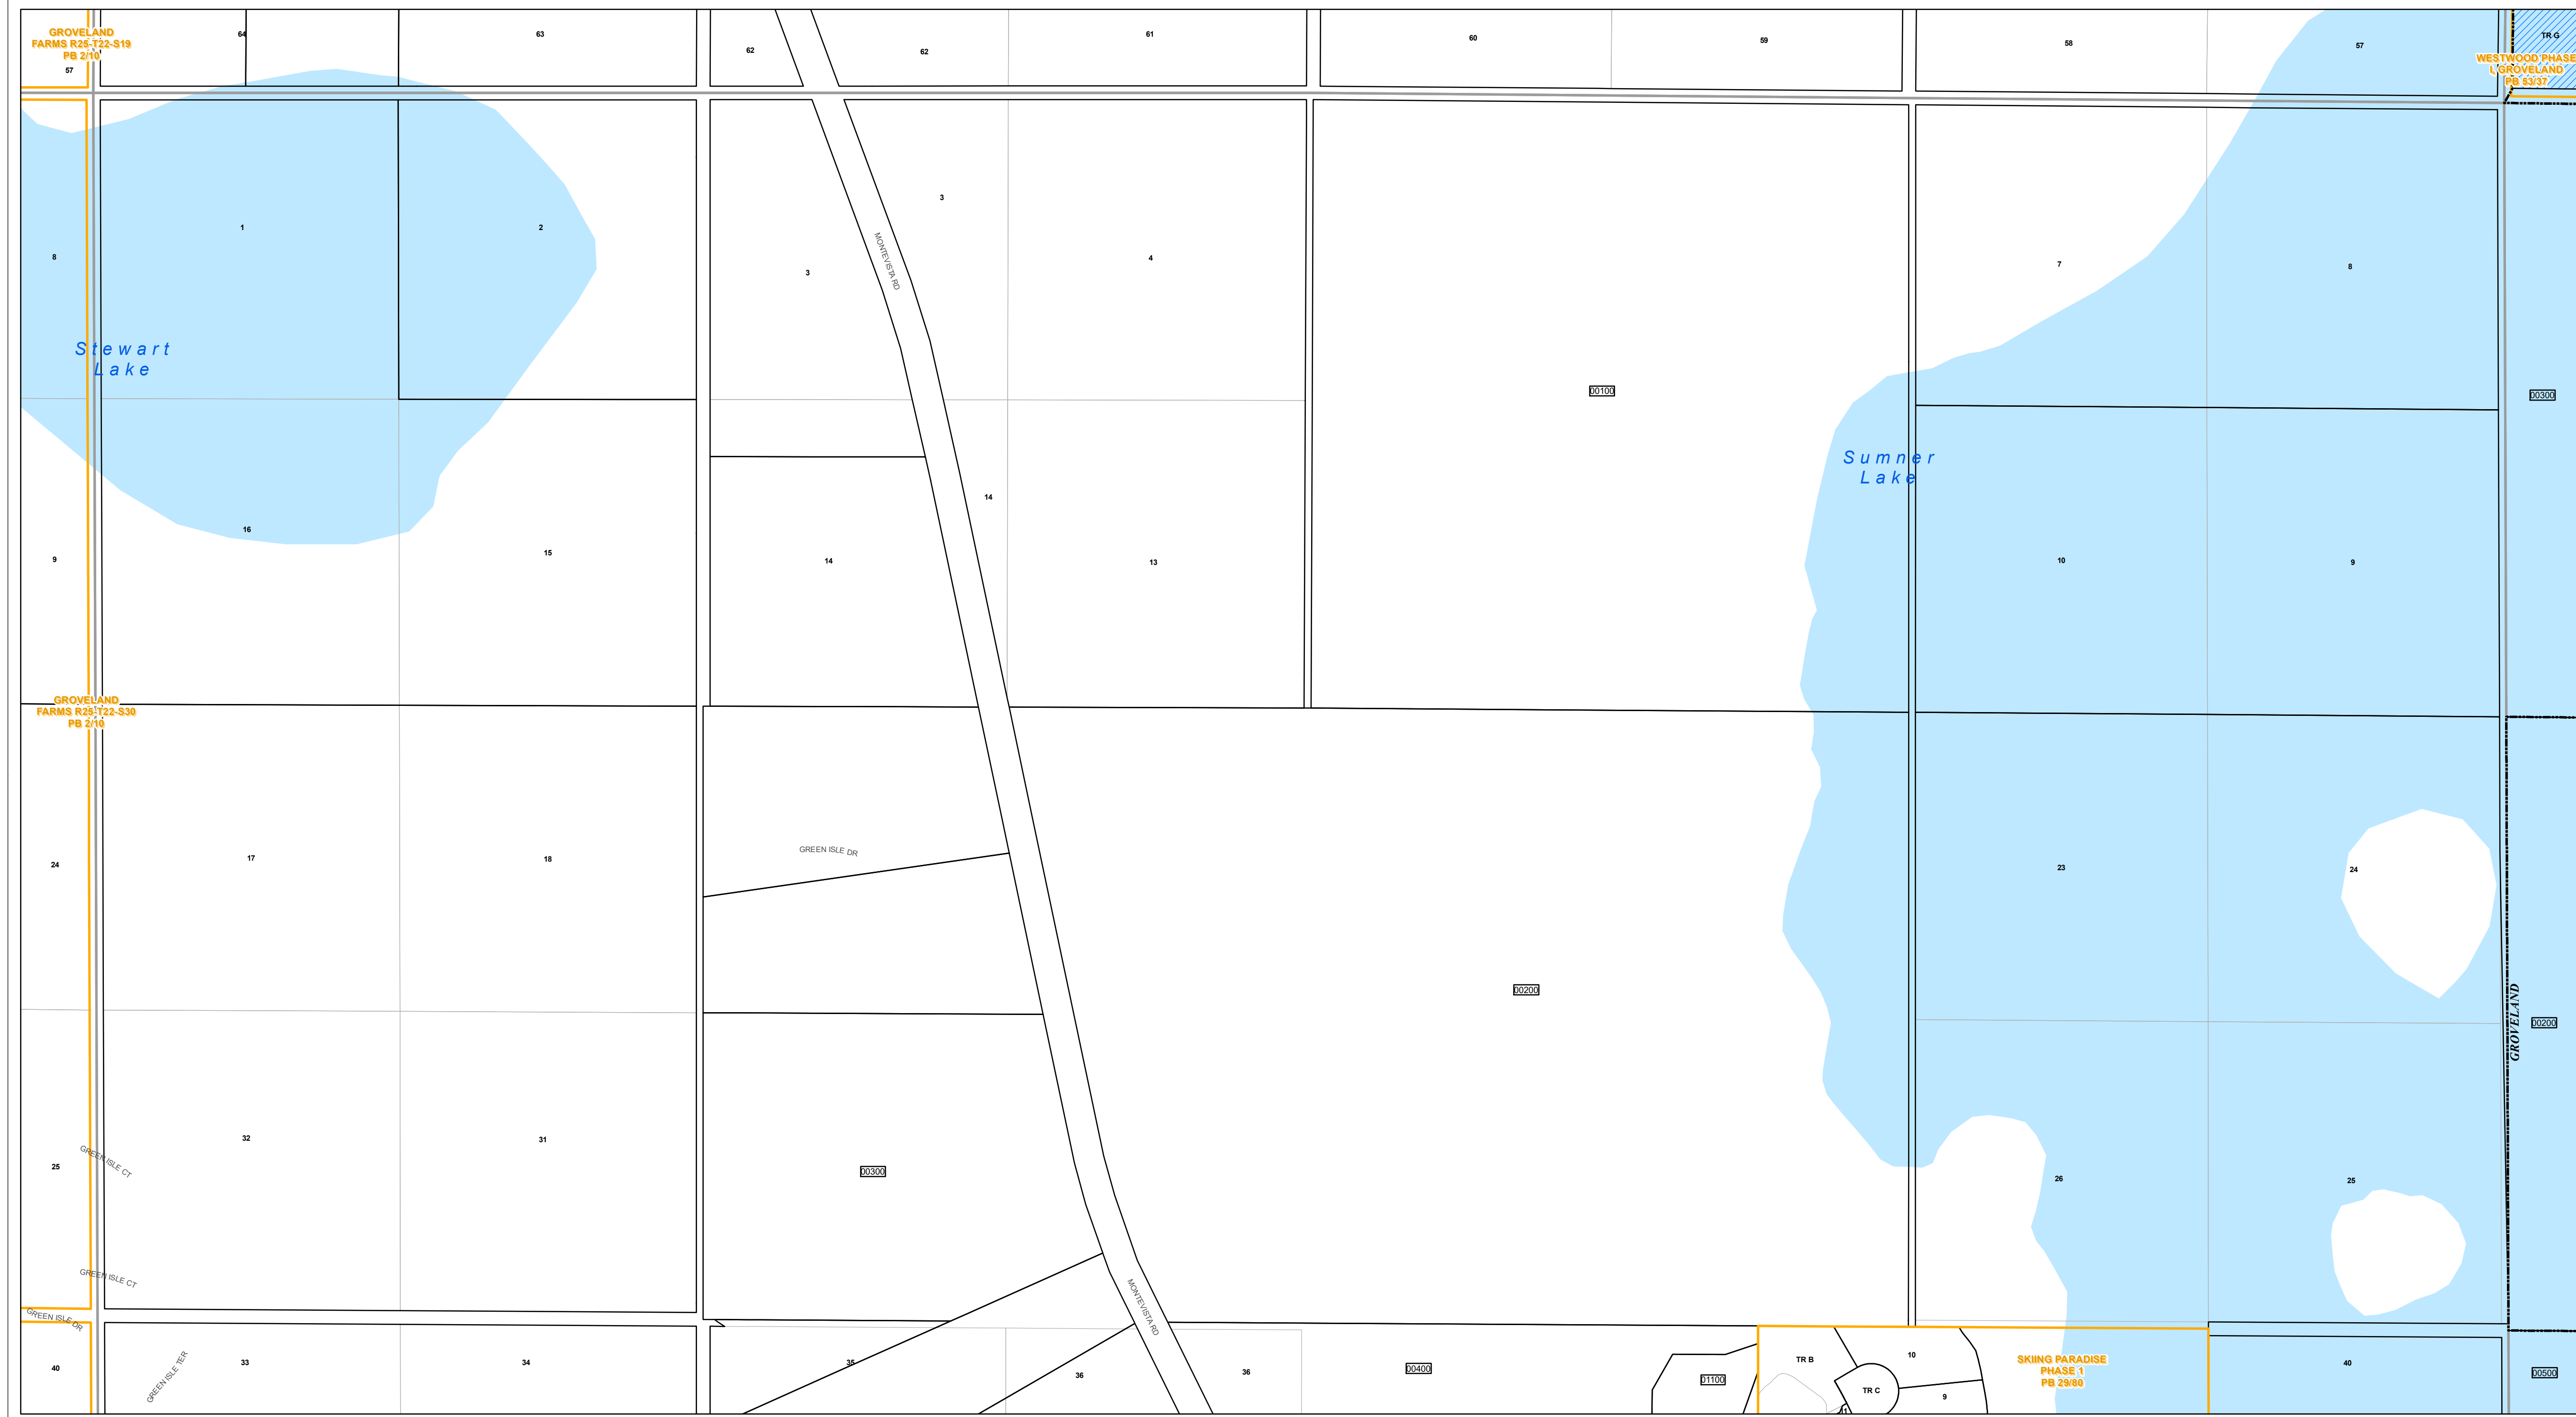 GROVELAND
FARMS R25-T22-S19
PB 2/10
57
64
63
62
62
61
60
59
58
57
TR G
WESTWOOD PHASE
I, GROVELAND
PB 53/37
8
1
2
3
3
4
MONTEVISTA RD
7
8
Stewart
Lake
00100
00300
Sumner
Lake
9
16
15
14
14
13
10
9
GROVELAND
FARMS R25-T22-S30
PB 2/10
24
17
18
GREEN ISLE DR
23
24
00200
GROVELAND
00200
25
GREEN ISLE CT
32
31
00300
26
25
GREEN ISLE CT
GREEN ISLE DR
MONTEVISTA RD
40
GREEN ISLE TER
33
34
35
36
36
00400
01100
TR B
TR C
10
9
11
SKIING PARADISE
PHASE 1
PB 29/80
40
00500